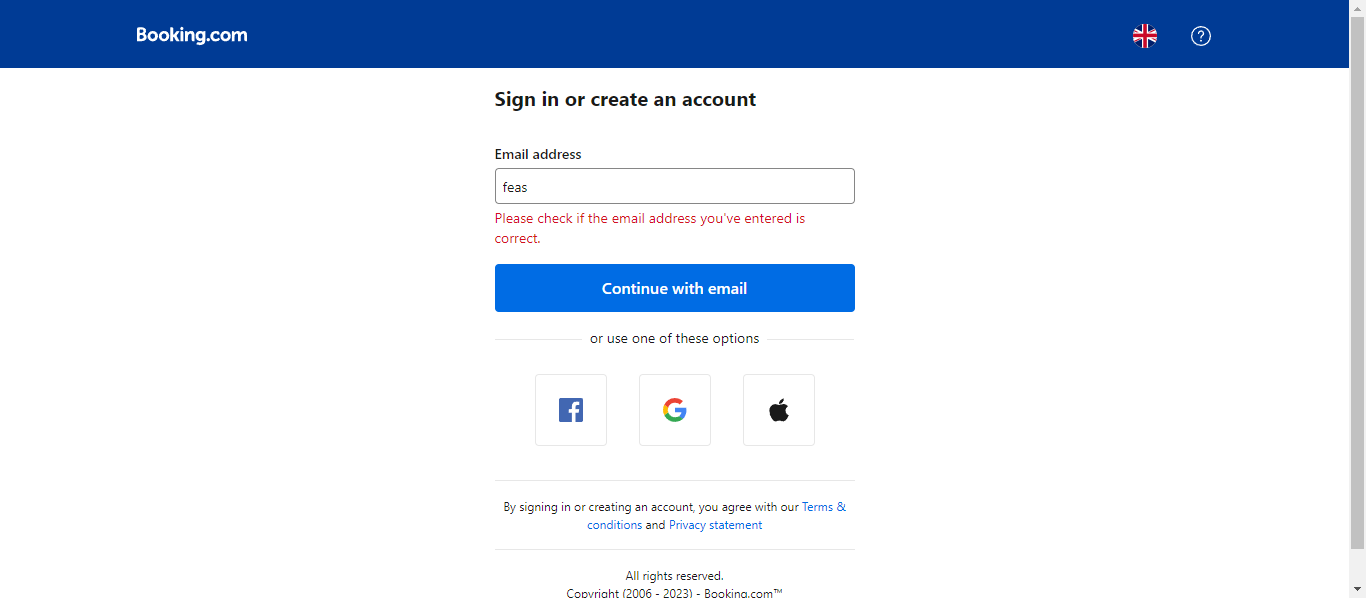 Booking.com
Sign in or create an account
Email address
feas
Please check if the email address you've entered is
correct.
Continue with email
or use one of these options
By signing in or creating an account, you agree with our Terms &
conditions and Privacy statement
All rights reserved.
Copyright (2006 - 2023) - Booking.com™